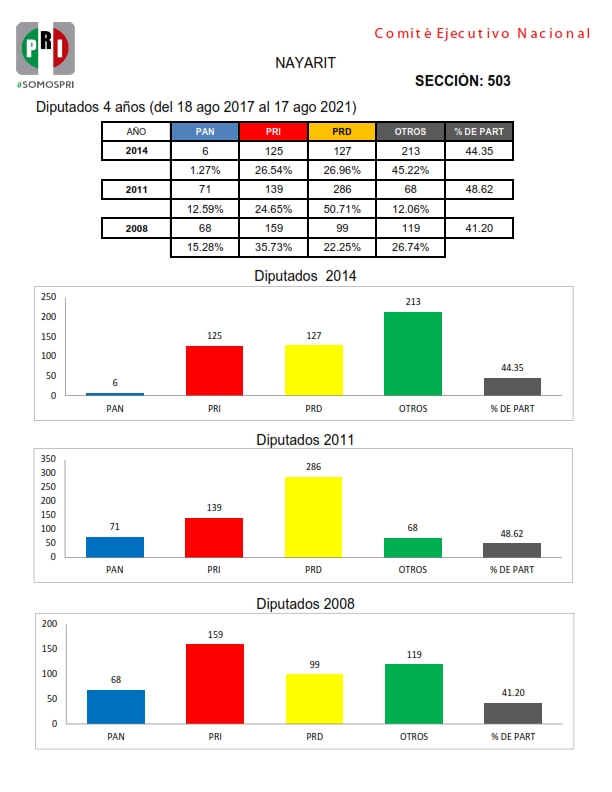 PRI
#SOMOSPRI
Comité Ejecutivo Nacional
NAYARIT
SECCIÓN: 503
Diputados 4 años (del 18 ago 2017 al 17 ago 2021)
AÑO PAN PRI PRD OTROS % DE PART
2014 6 125 127 213 44.35
1.27% 26.54% 26.96% 45.22%
2011 71 139 286 68 48.62
12.59% 24.65% 50.71% 12.06%
2008 68 159 99 119 41.20
15.28% 35.73% 22.25% 26.74%
Diputados 2014
250
200
150
100
50
0
6 125 127 213 44.35
PAN PRI PRD OTROS % DE PART
Diputados 2011
350
300
250
200
150
100
50
0
71 139 286 68 48.62
PAN PRI PRD OTROS % DE PART
Diputados 2008
200
150
100
50
0
68 159 99 119 41.20
PAN PRI PRD OTROS % DE PART